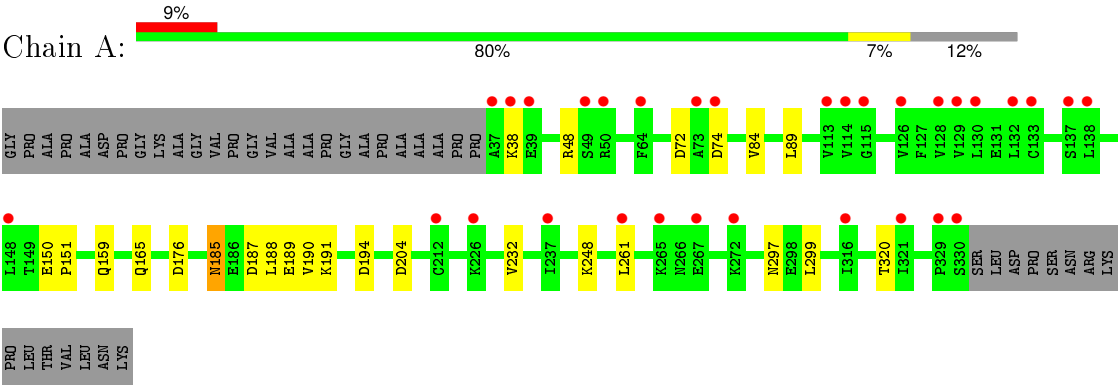 9%
Chain A:
80% 7% 12%
GLY PRO ALA PRO PRO ALA ALA ASP PRO GLY LYS ALA GLY VAL PRO GLY VAL ALA ALA PRO GLY ALA PRO ALA ALA ALA PRO PRO A37 K38 E39 R48 S49 R50 F64 D72 A73 D74 V84 L89 V113 V114 G115 V126 F127 V128 V129 L130 E131 L132 C133 S137 L138
L148 T149 E150 P151 Q159 Q165 D176 N185 E186 D187 L188 E189 V190 K191 D194 D204 C212 K226 V232 I237 K248 L261 K265 N266 E267 K272 N297 E298 L299 I316 T320 I321 P329 S330 SER LEU ASP PRO SER ASN ARG LYS
PRO LEU THR VAL LEU ASN LYS